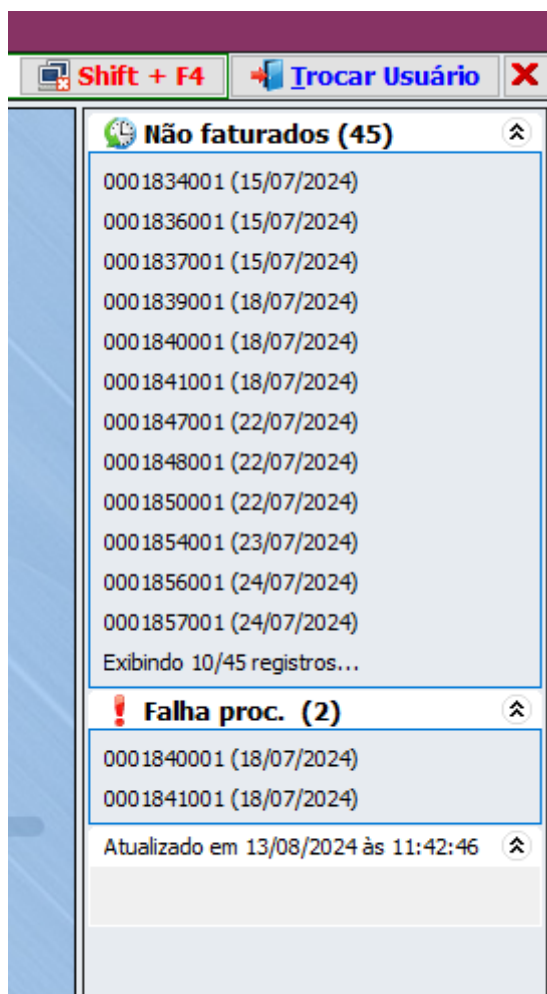 Shift + F4 Trocar Usuário
Não faturados (45)
0001834001 (15/07/2024)
0001836001 (15/07/2024)
0001837001 (15/07/2024)
0001839001 (18/07/2024)
0001840001 (18/07/2024)
0001841001 (18/07/2024)
0001847001 (22/07/2024)
0001848001 (22/07/2024)
0001850001 (22/07/2024)
0001854001 (23/07/2024)
0001856001 (24/07/2024)
0001857001 (24/07/2024)
Exibindo 10/45 registros...
Falha proc. (2)
0001840001 (18/07/2024)
0001841001 (18/07/2024)
Atualizado em 13/08/2024 às 11:42:46